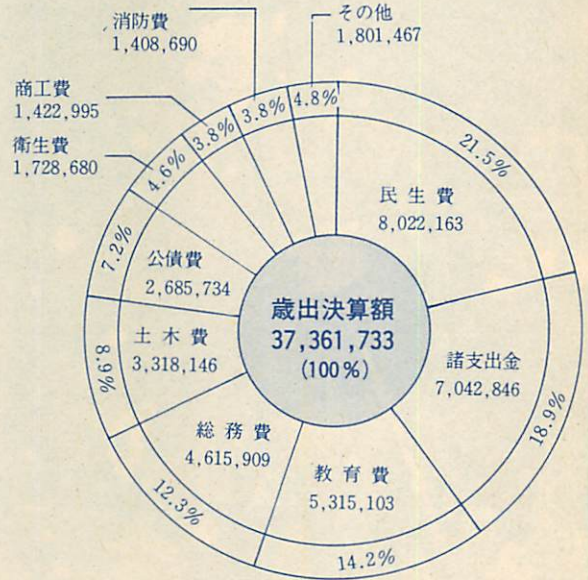 消防費
1,408,690
その他
1,801,467
商工費
1,422,995
衛生費
1,728,680
4.6%
3.8%
3.8%
4.8%
21.5%
民生費
8,022,163
7.2%
公債費
2,685,734
歳出決算額
37,361,733
(100%)
土木費
3,318,146
8.9%
諸支出金
7,042,846
18.9%
総務費
4,615,909
12.3%
教育費
5,315,103
14.2%